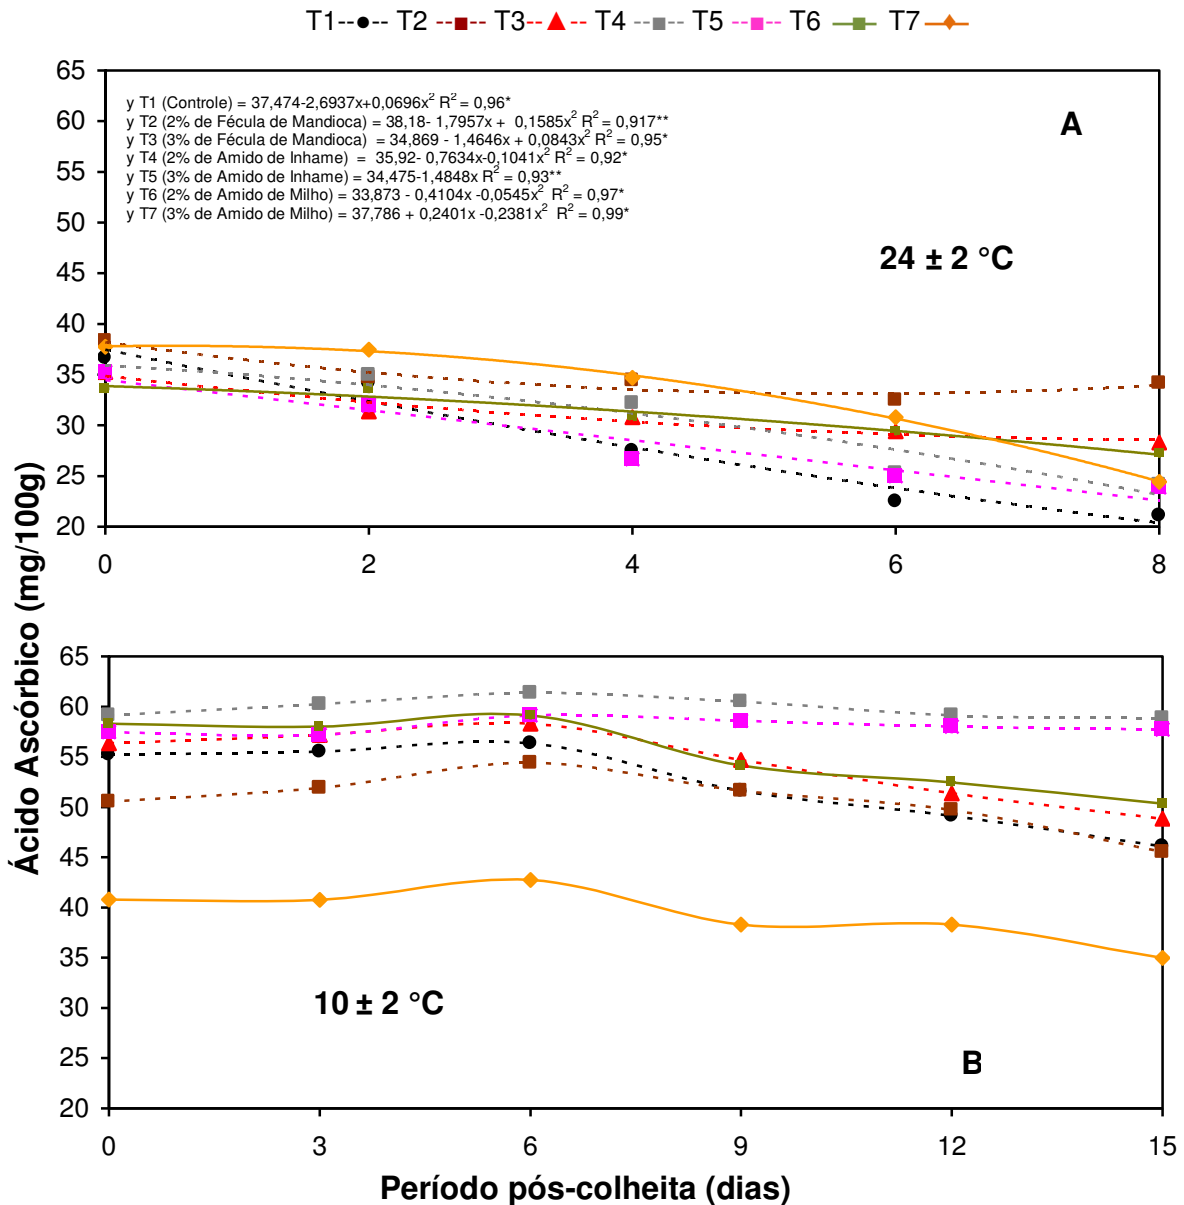 T1 T2 T3 T4 T5 T6 T7
65
60
55
50
45
40
35
30
25
20
y T1 (Controle) = 37,474-2,6937x+0,0696x² R² = 0,96*
y T2 (2% de Fécula de Mandioca) = 38,18- 1,7957x + 0,1585x² R² = 0,917**
y T3 (3% de Fécula de Mandioca) = 34,869 - 1,4646x + 0,0843x² R² = 0,95*
y T4 (2% de Amido de Inhame) = 35,92- 0,7634x-0,1041x² R² = 0,92*
y T5 (3% de Amido de Inhame) = 34,475-1,4848x R² = 0,93**
y T6 (2% de Amido de Milho) = 33,873 - 0,4104x -0,0545x² R² = 0,97*
y T7 (3% de Amido de Milho) = 37,786 + 0,2401x -0,2381x² R² = 0,99*
A
24 ± 2 °C
0 2 4 6 8
Ácido Ascórbico (mg/100g)
65
60
55
50
45
40
35
30
25
20
10 ± 2 °C
B
0 3 6 9 12 15
Período pós-colheita (dias)